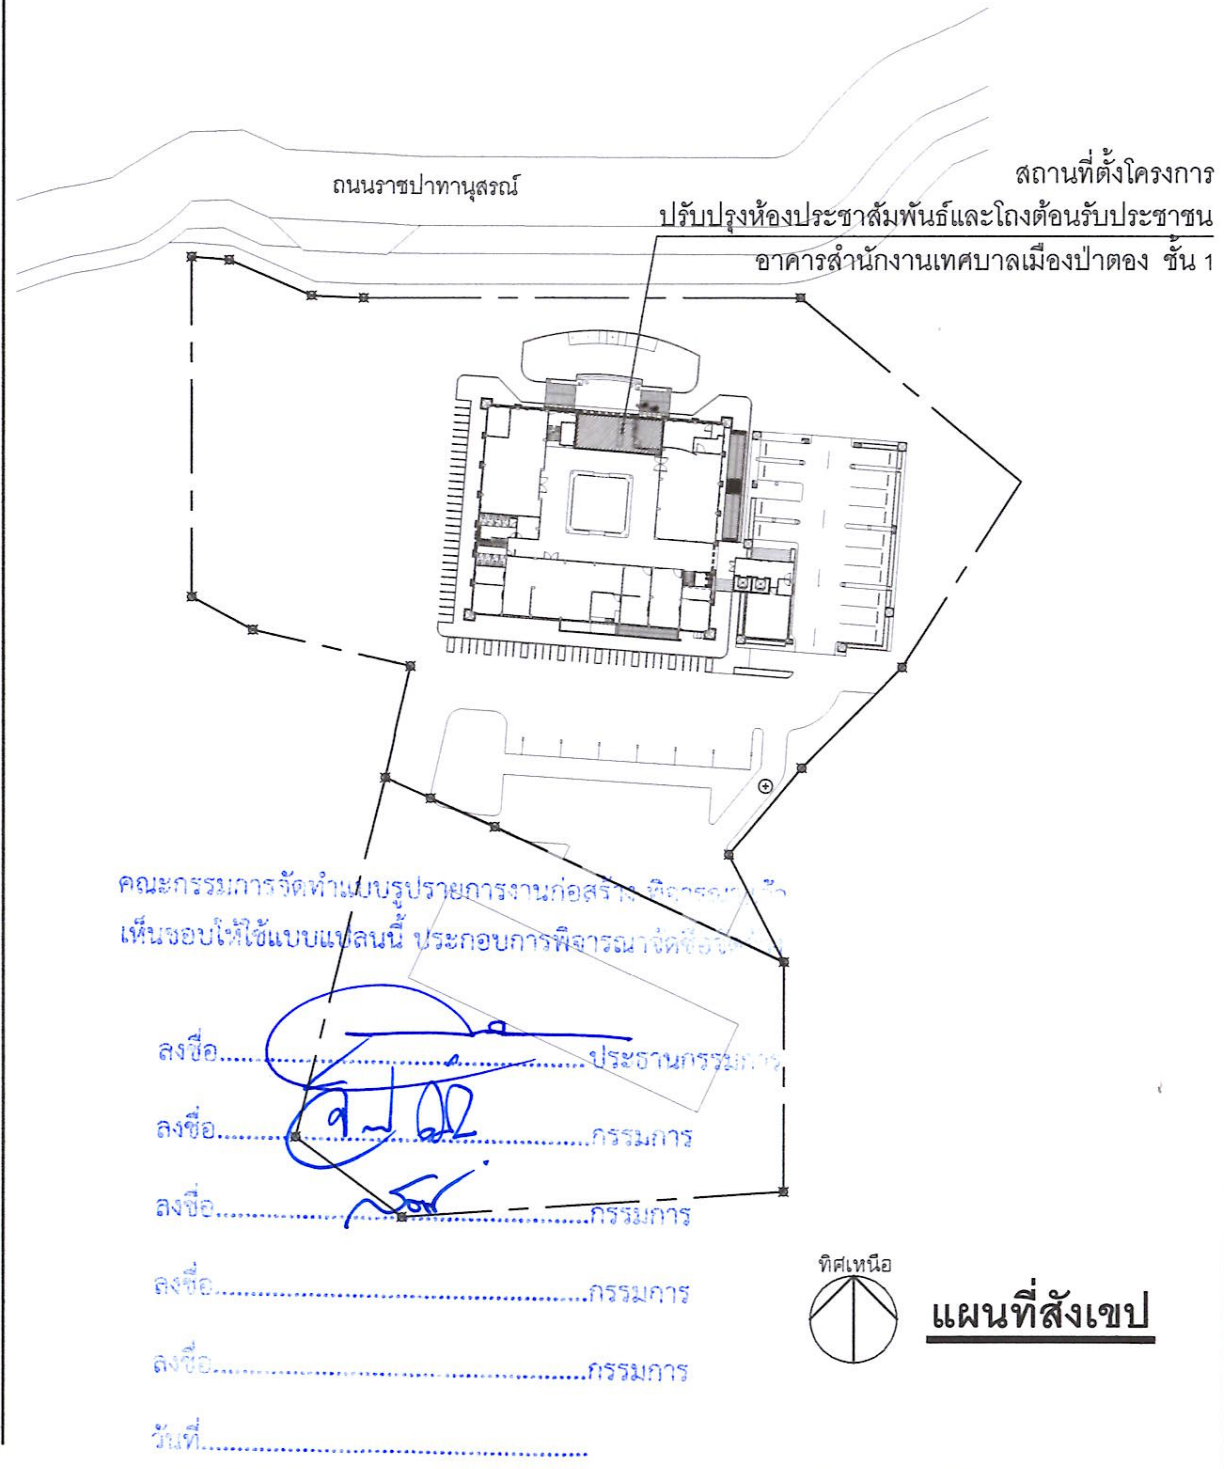 ถนนราชปาทานุสรณ์
สถานที่ตั้งโครงการ
ปรับปรุงห้องประชาสัมพันธ์และโถงต้อนรับประชาชน
อาคารสำนักงานเทศบาลเมืองป่าตอง ชั้น 1
คณะกรรมการจัดทำแบบรูปรายการงานก่อสร้าง
เห็นชอบให้ใช้แบบแปลนนี้ ประกอบการพิจารณาจัดซื้อ
ลงชื่อ..............................ประธานกรรมการ
ลงชื่อ..............................กรรมการ
ลงชื่อ..............................กรรมการ
ลงชื่อ..............................กรรมการ
ลงชื่อ..............................กรรมการ
วันที่..............................
ทิศเหนือ
แผนที่สังเขป